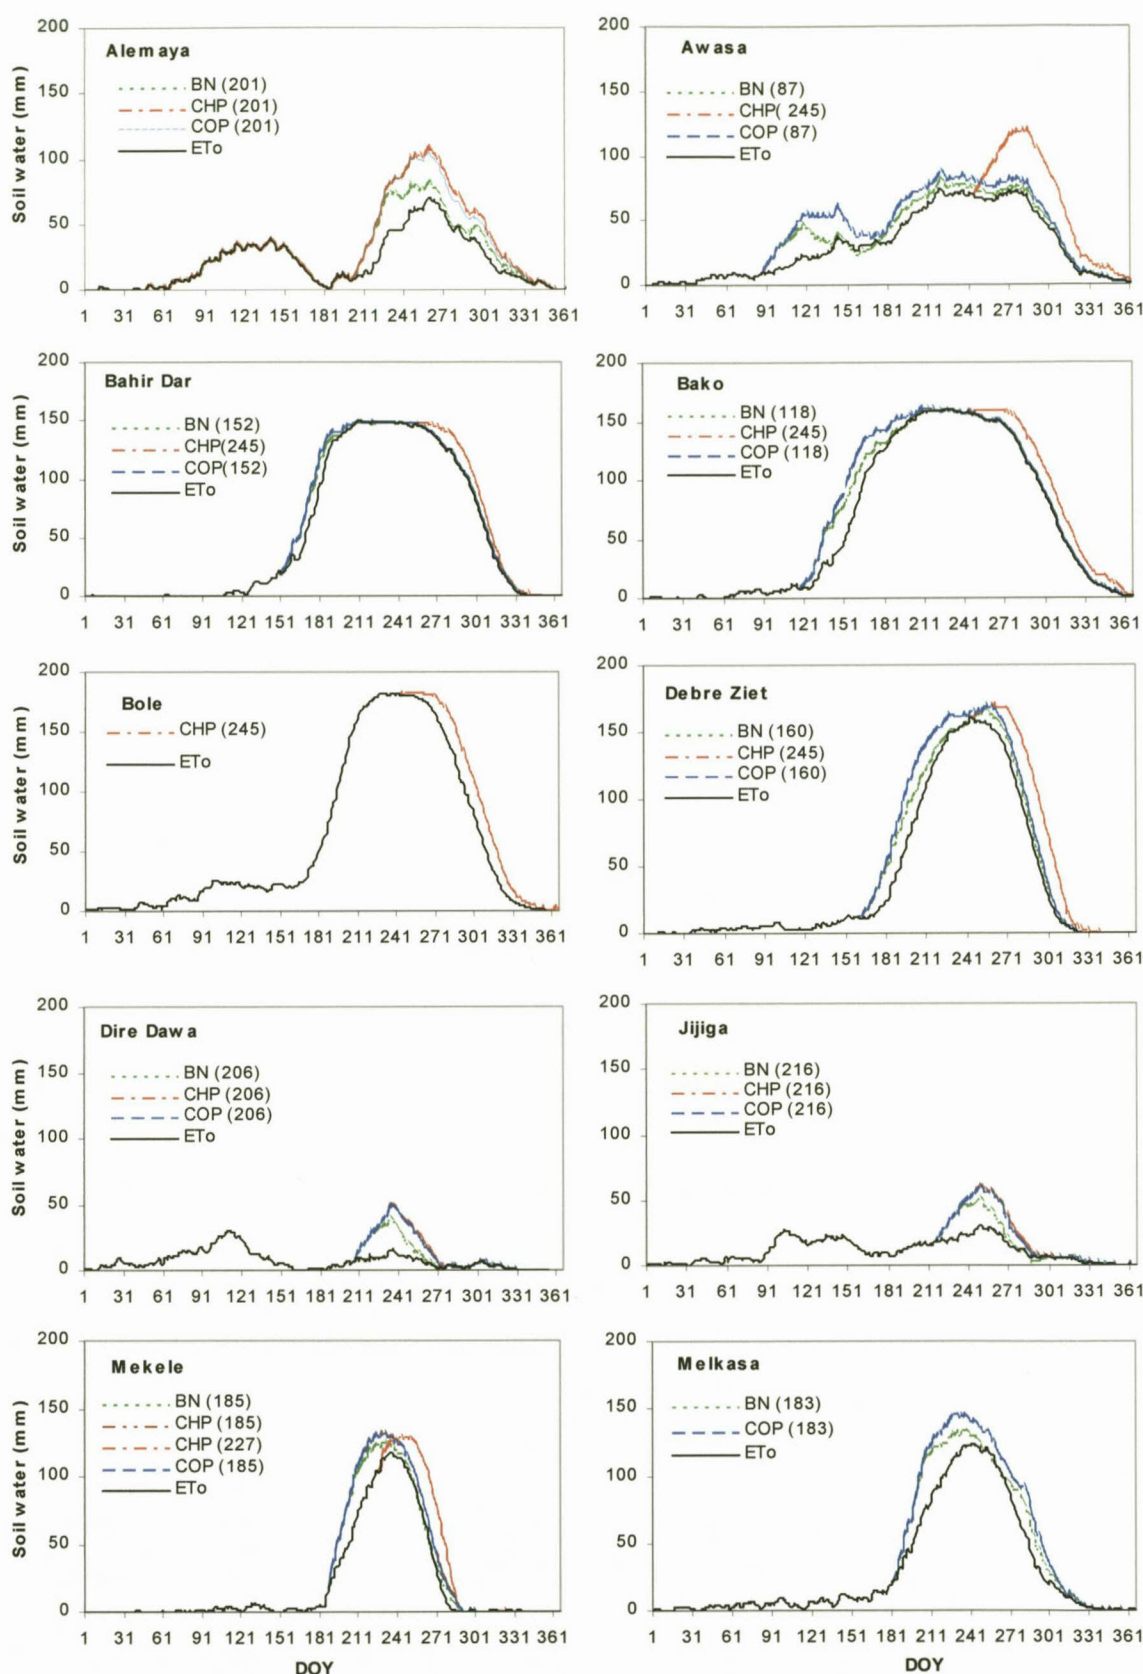 Alemaya
BN (201)
CHP (201)
COP (201)
ETo
Soil water (mm)
200
150
100
50
0
1 31 61 91 121 151 181 211 241 271 301 331 361
Awasa
BN (87)
CHP( 245)
COP (87)
ETo
200
150
100
50
0
1 31 61 91 121 151 181 211 241 271 301 331 361
Bahir Dar
BN (152)
CHP(245)
COP(152)
ETo
Soil water (mm)
200
150
100
50
0
1 31 61 91 121 151 181 211 241 271 301 331 361
Bako
BN (118)
CHP (245)
COP (118)
ETo
200
150
100
50
0
1 31 61 91 121 151 181 211 241 271 301 331 361
Bole
CHP (245)
ETo
Soil water (mm)
200
150
100
50
0
1 31 61 91 121 151 181 211 241 271 301 331 361
Debre Ziet
BN (160)
CHP (245)
COP (160)
ETo
200
150
100
50
0
1 31 61 91 121 151 181 211 241 271 301 331 361
Dire Dawa
BN (206)
CHP (206)
COP (206)
ETo
Soil water (mm)
200
150
100
50
0
1 31 61 91 121 151 181 211 241 271 301 331 361
Jijiga
BN (216)
CHP (216)
COP (216)
ETo
200
150
100
50
0
1 31 61 91 121 151 181 211 241 271 301 331 361
Mekele
BN (185)
CHP (185)
CHP (227)
COP (185)
ETo
Soil water (mm)
200
150
100
50
0
1 31 61 91 121 151 181 211 241 271 301 331 361
DOY
Melkasa
BN (183)
COP (183)
ETo
200
150
100
50
0
1 31 61 91 121 151 181 211 241 271 301 331 361
DOY